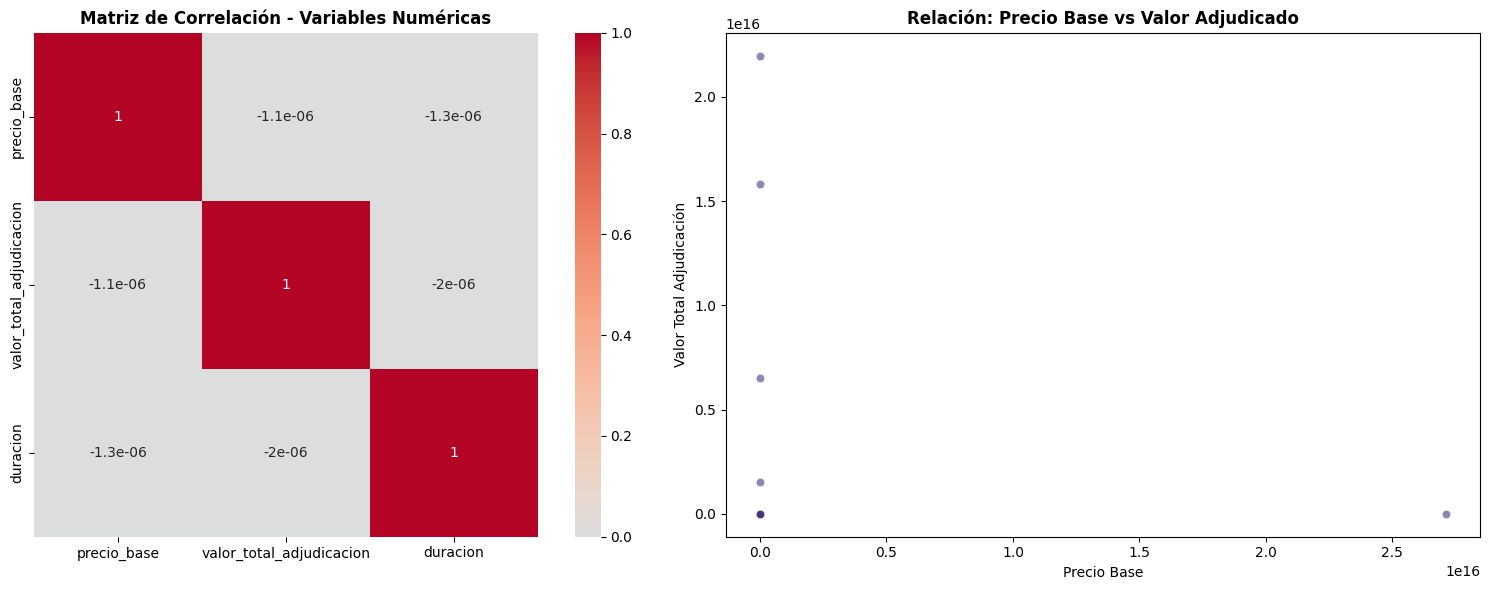 Matriz de Correlación - Variables Numéricas
precio_base
valor_total_adjudicacion
duracion
1
-1.1e-06
-1.3e-06
-1.1e-06
1
-2e-06
-1.3e-06
-2e-06
1
precio_base
valor_total_adjudicacion
duracion
1.0
0.8
0.6
0.4
0.2
0.0
Relación: Precio Base vs Valor Adjudicado
1e16
Valor Total Adjudicación
2.0
1.5
1.0
0.5
0.0
0.0
0.5
1.0
1.5
2.0
2.5
1e16
Precio Base